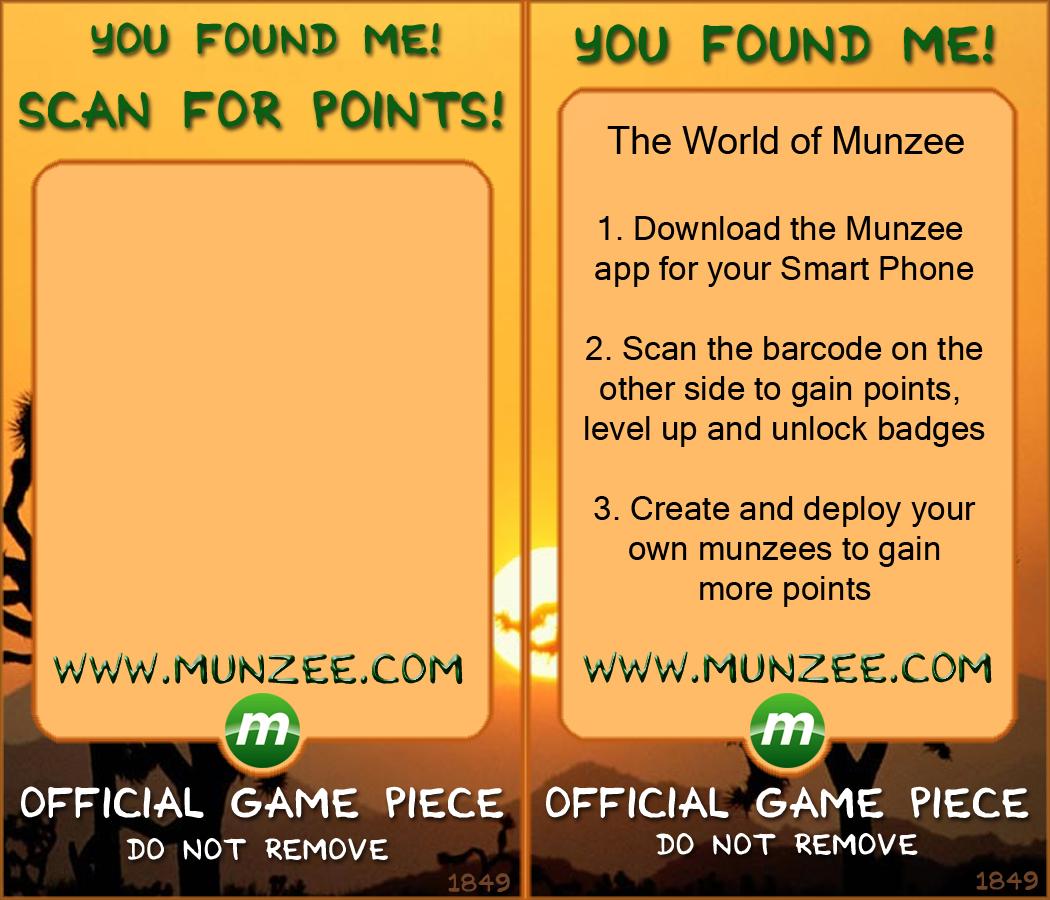 YOU FOUND ME!
SCAN FOR POINTS!
WWW.MUNZEE.COM
m
OFFICIAL GAME PIECE
DO NOT REMOVE
1849
YOU FOUND ME!
The World of Munzee
1. Download the Munzee
app for your Smart Phone
2. Scan the barcode on the
other side to gain points,
level up and unlock badges
3. Create and deploy your
own munzees to gain
more points
WWW.MUNZEE.COM
m
OFFICIAL GAME PIECE
DO NOT REMOVE
1849